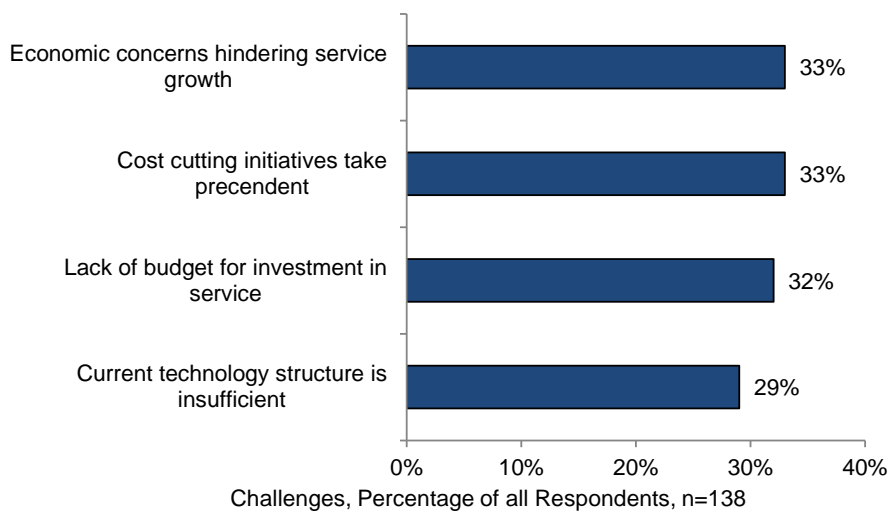 Economic concerns hindering service
growth
33%
Cost cutting initiatives take
precendent
33%
Lack of budget for investment in
service
32%
Current technology structure is
insufficient
29%
0%
10%
20%
30%
40%
Challenges, Percentage of all Respondents, n=138